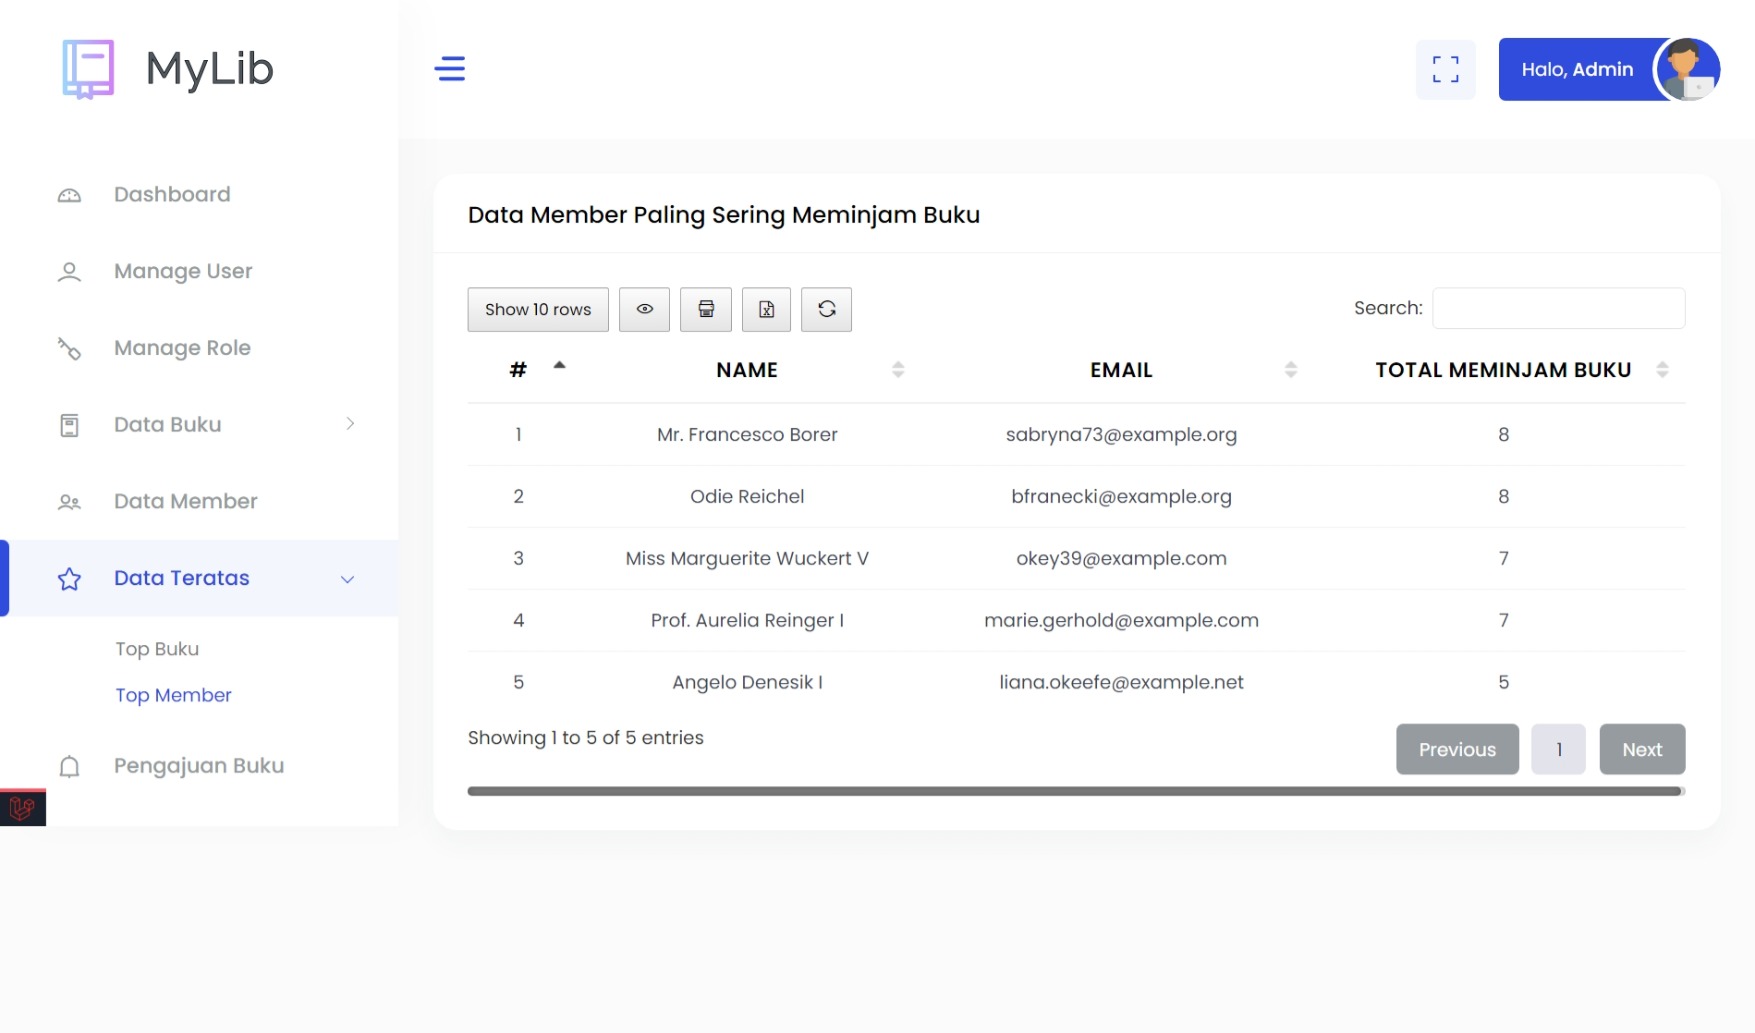 MyLib
Halo, Admin
Dashboard
Manage User
Manage Role
Data Buku
Data Member
Data Teratas
Top Buku
Top Member
Pengajuan Buku
Data Member Paling Sering Meminjam Buku
Show 10 rows
Search:
# NAME EMAIL TOTAL MEMINJAM BUKU
1 Mr. Francesco Borer sabryna73@example.org 8
2 Odie Reichel bfranecki@example.org 8
3 Miss Marguerite Wuckert V okey39@example.com 7
4 Prof. Aurelia Reinger I marie.gerhold@example.com 7
5 Angelo Denesik I liana.okeefe@example.net 5
Showing 1 to 5 of 5 entries
Previous 1 Next